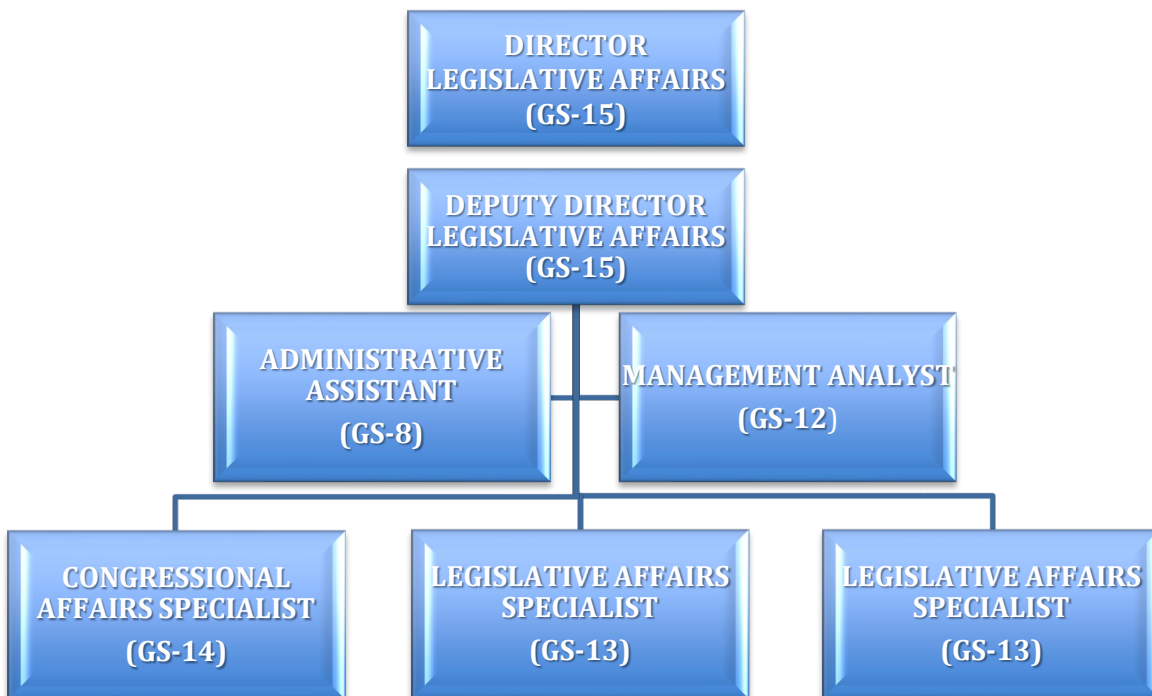 DIRECTOR
LEGISLATIVE AFFAIRS
(GS-15)
DEPUTY DIRECTOR
LEGISLATIVE AFFAIRS
(GS-15)
ADMINISTRATIVE
ASSISTANT
(GS-8)
MANAGEMENT ANALYST
(GS-12)
CONGRESSIONAL
AFFAIRS SPECIALIST
(GS-14)
LEGISLATIVE AFFAIRS
SPECIALIST
(GS-13)
LEGISLATIVE AFFAIRS
SPECIALIST
(GS-13)